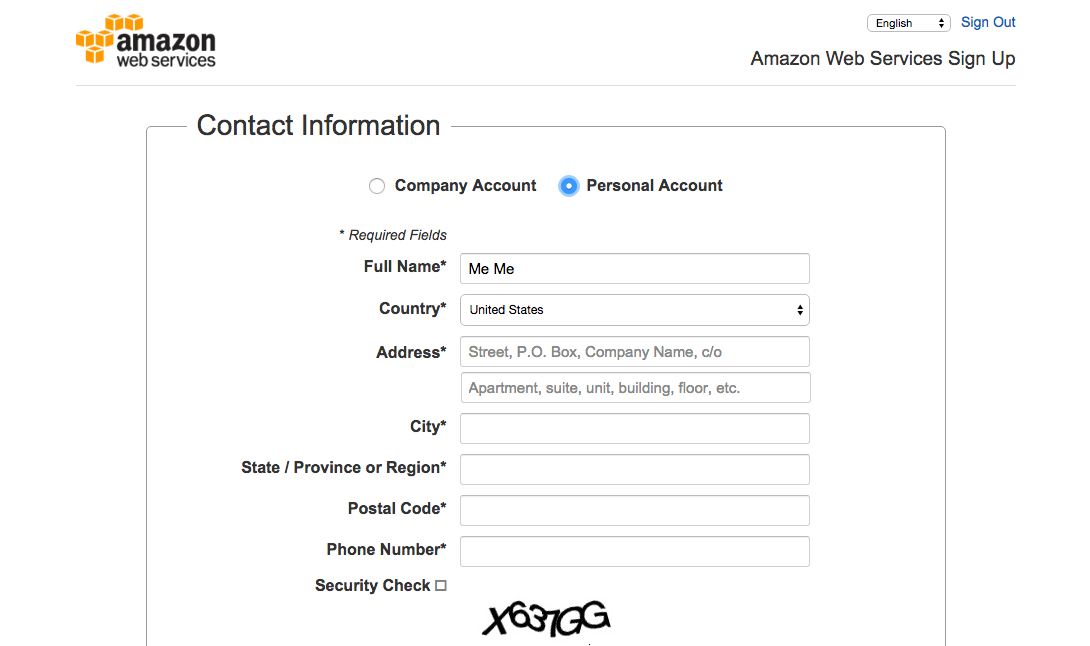 English
Sign Out
amazon
web services
Amazon Web Services Sign Up
Contact Information
Company Account
Personal Account
* Required Fields
Full Name* Me Me
Country* United States
Address* Street, P.O. Box, Company Name, c/o
Apartment, suite, unit, building, floor, etc.
City*
State / Province or Region*
Postal Code*
Phone Number*
Security Check
X637GG